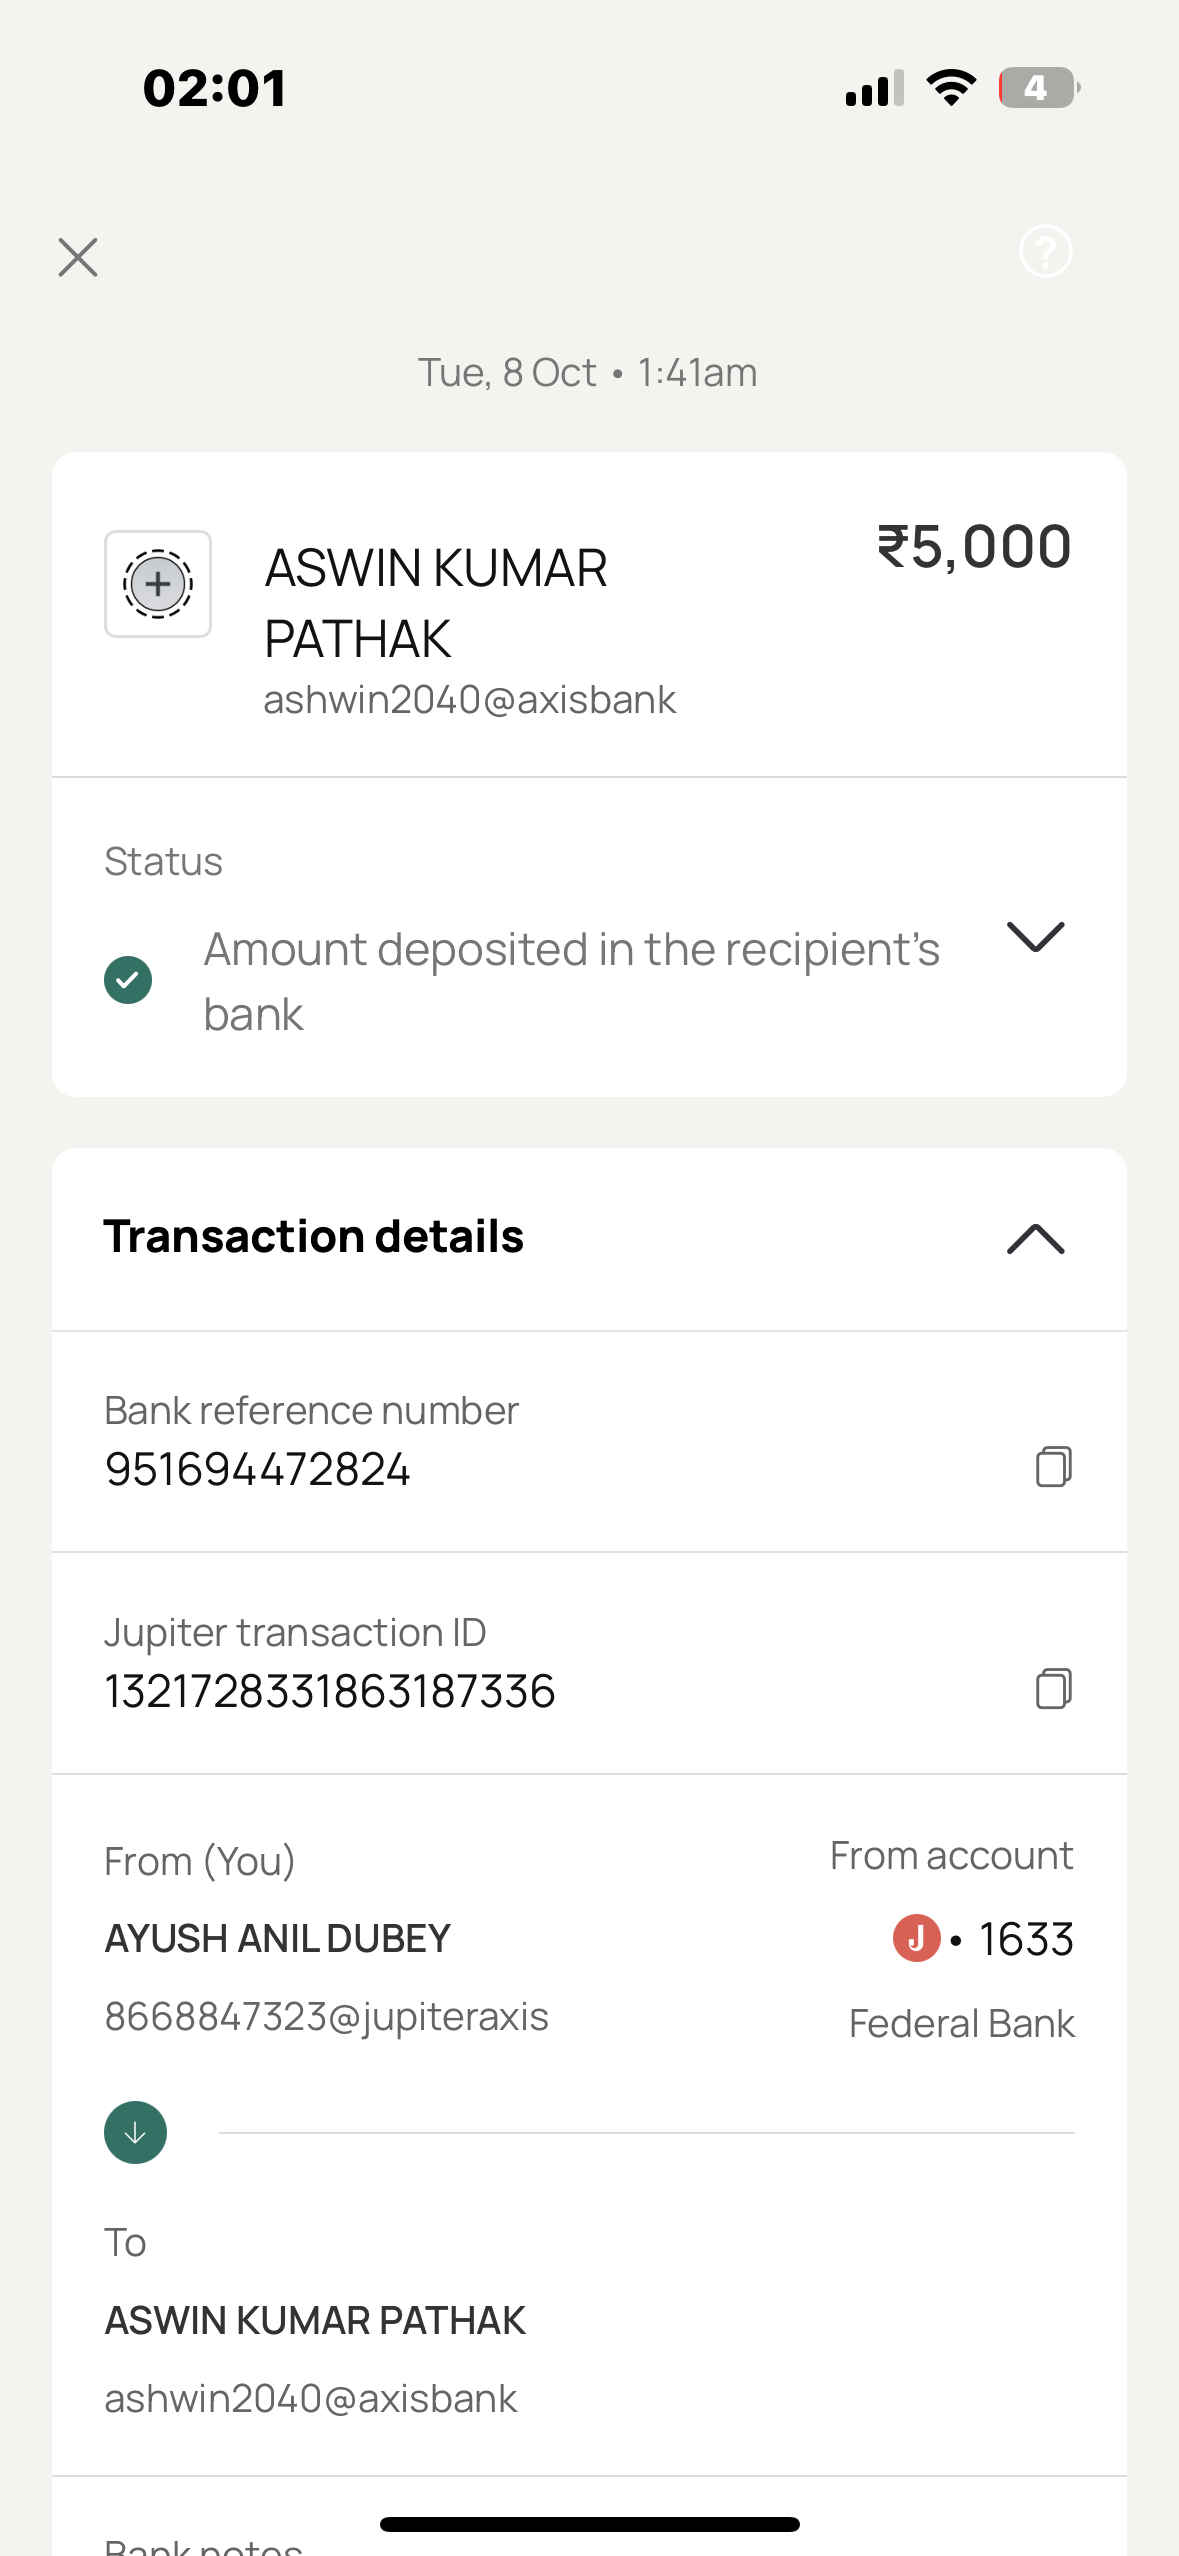 02:01
4
?
Tue, 8 Oct • 1:41am
ASWIN KUMAR
PATHAK
₹5,000
ashwin2040@axisbank
Status
Amount deposited in the recipient's
bank
Transaction details
Bank reference number
951694472824
Jupiter transaction ID
1321728331863187336
From (You)
From account
AYUSH ANIL DUBEY
J • 1633
8668847323@jupiteraxis
Federal Bank
To
ASWIN KUMAR PATHAK
ashwin2040@axisbank
Bank notes